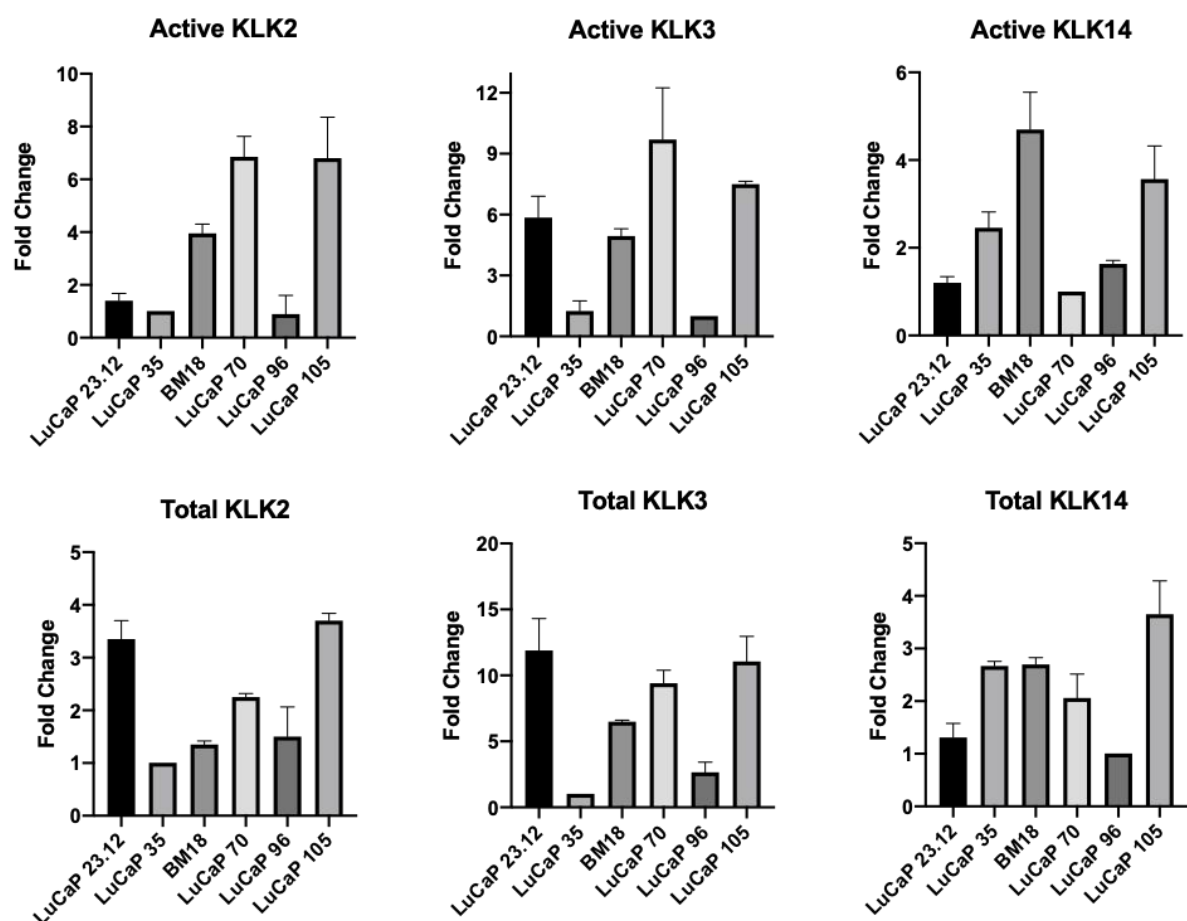 Active KLK2
Active KLK3
Active KLK14
Fold Change
10
8
6
4
2
0
LuCaP 23.12
LuCaP 35
BM18
LuCaP 70
LuCaP 96
LuCaP 105
Fold Change
12
9
6
3
0
LuCaP 23.12
LuCaP 35
BM18
LuCaP 70
LuCaP 96
LuCaP 105
Fold Change
6
4
2
0
LuCaP 23.12
LuCaP 35
BM18
LuCaP 70
LuCaP 96
LuCaP 105
Total KLK2
Total KLK3
Total KLK14
Fold Change
5
4
3
2
1
0
LuCaP 23.12
LuCaP 35
BM18
LuCaP 70
LuCaP 96
LuCaP 105
Fold Change
20
15
10
5
0
LuCaP 23.12
LuCaP 35
BM18
LuCaP 70
LuCaP 96
LuCaP 105
Fold Change
5
4
3
2
1
0
LuCaP 23.12
LuCaP 35
BM18
LuCaP 70
LuCaP 96
LuCaP 105